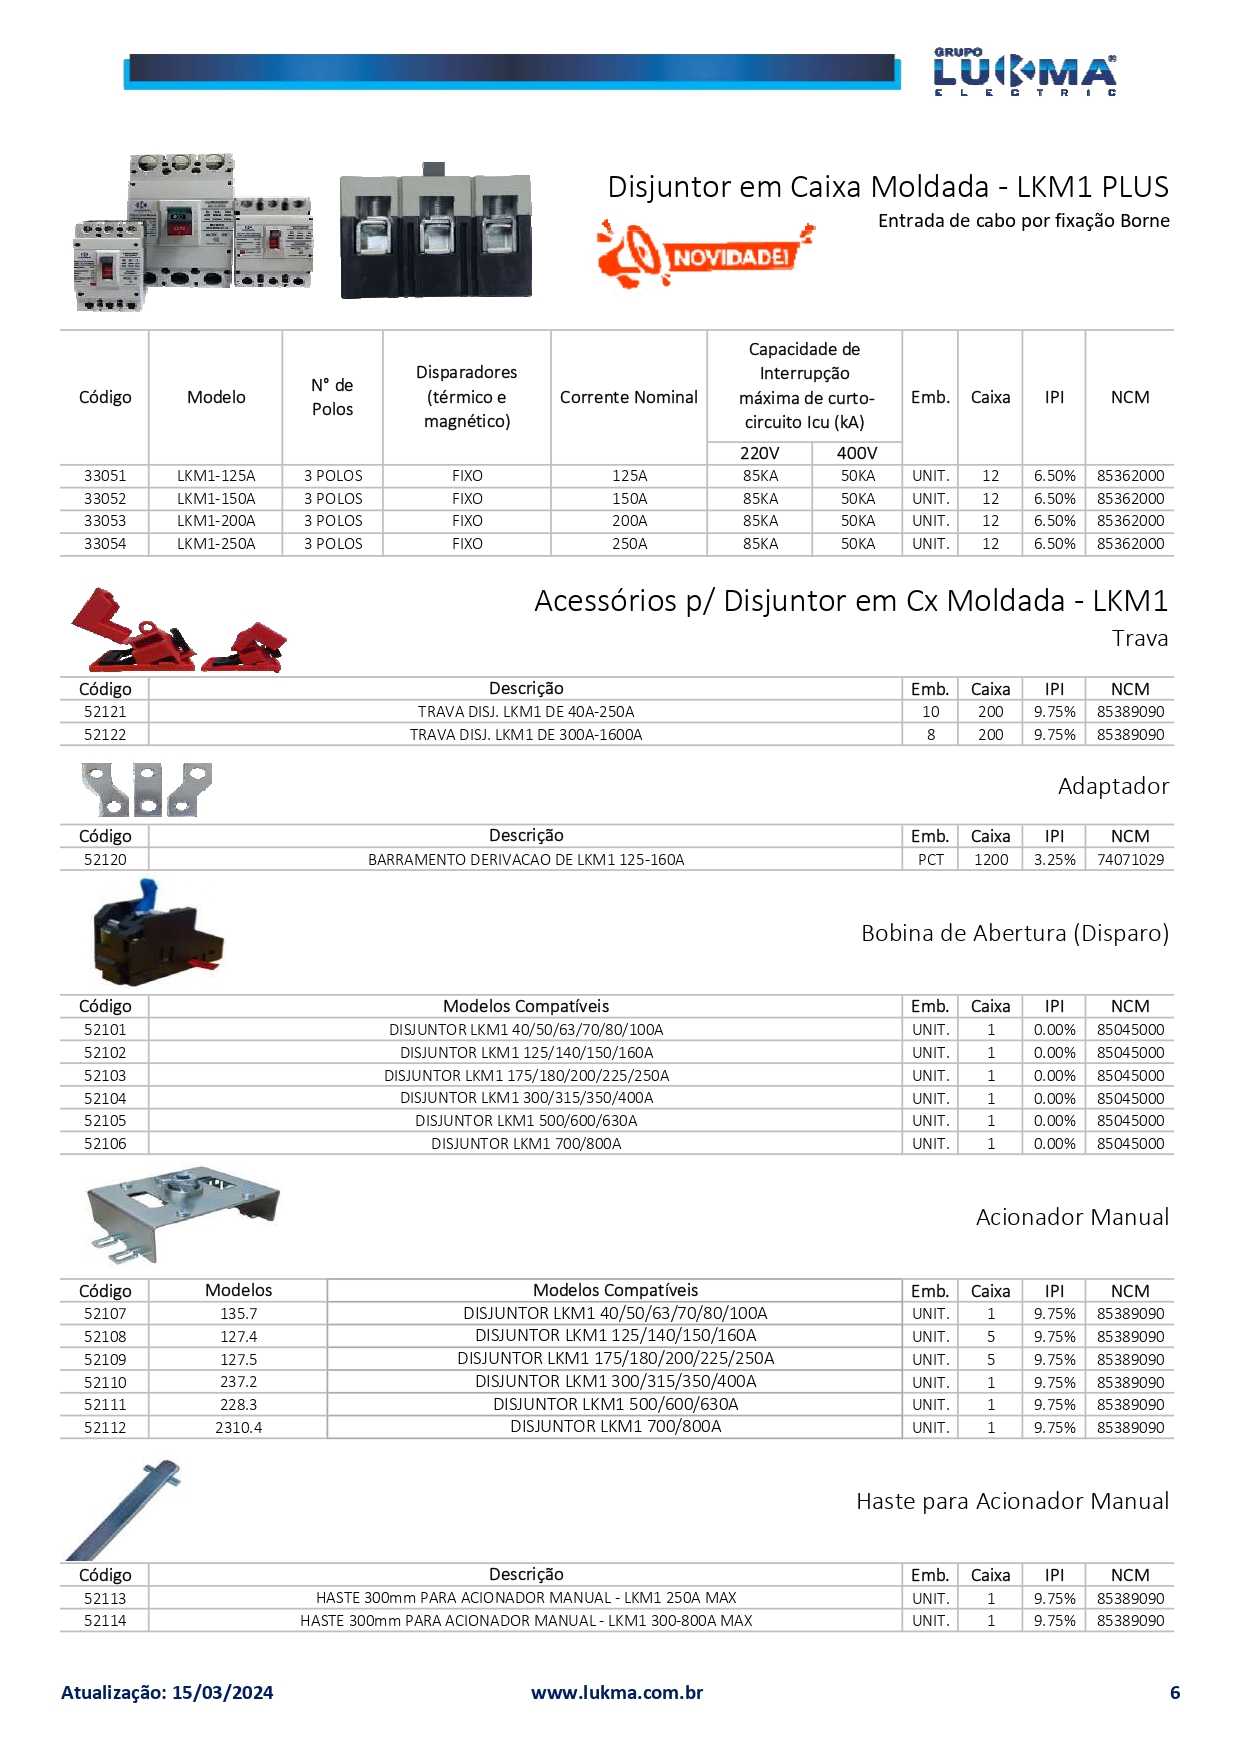 GRUPO
LUKMA
ELECTRIC
Disjuntor em Caixa Moldada - LKM1 PLUS
Entrada de cabo por fixação Borne
NOVIDADE!
Código Modelo N° de Polos Disparadores (térmico e magnético) Corrente Nominal Capacidade de Interrupção máxima de curto-circuito Icu (kA) Emb. Caixa IPI NCM
220V 400V
33051 LKM1-125A 3 POLOS FIXO 125A 85KA 50KA UNIT. 12 6.50% 85362000
33052 LKM1-150A 3 POLOS FIXO 150A 85KA 50KA UNIT. 12 6.50% 85362000
33053 LKM1-200A 3 POLOS FIXO 200A 85KA 50KA UNIT. 12 6.50% 85362000
33054 LKM1-250A 3 POLOS FIXO 250A 85KA 50KA UNIT. 12 6.50% 85362000
Acessórios p/ Disjuntor em Cx Moldada - LKM1
Trava
Código Descrição Emb. Caixa IPI NCM
52121 TRAVA DISJ. LKM1 DE 40A-250A 10 200 9.75% 85389090
52122 TRAVA DISJ. LKM1 DE 300A-1600A 8 200 9.75% 85389090
Adaptador
Código Descrição Emb. Caixa IPI NCM
52120 BARRAMENTO DERIVACAO DE LKM1 125-160A PCT 1200 3.25% 74071029
Bobina de Abertura (Disparo)
Código Modelos Compatíveis Emb. Caixa IPI NCM
52101 DISJUNTOR LKM1 40/50/63/70/80/100A UNIT. 1 0.00% 85045000
52102 DISJUNTOR LKM1 125/140/150/160A UNIT. 1 0.00% 85045000
52103 DISJUNTOR LKM1 175/180/200/225/250A UNIT. 1 0.00% 85045000
52104 DISJUNTOR LKM1 300/315/350/400A UNIT. 1 0.00% 85045000
52105 DISJUNTOR LKM1 500/600/630A UNIT. 1 0.00% 85045000
52106 DISJUNTOR LKM1 700/800A UNIT. 1 0.00% 85045000
Acionador Manual
Código Modelos Modelos Compatíveis Emb. Caixa IPI NCM
52107 135.7 DISJUNTOR LKM1 40/50/63/70/80/100A UNIT. 1 9.75% 85389090
52108 127.4 DISJUNTOR LKM1 125/140/150/160A UNIT. 5 9.75% 85389090
52109 127.5 DISJUNTOR LKM1 175/180/200/225/250A UNIT. 5 9.75% 85389090
52110 237.2 DISJUNTOR LKM1 300/315/350/400A UNIT. 1 9.75% 85389090
52111 228.3 DISJUNTOR LKM1 500/600/630A UNIT. 1 9.75% 85389090
52112 2310.4 DISJUNTOR LKM1 700/800A UNIT. 1 9.75% 85389090
Haste para Acionador Manual
Código Descrição Emb. Caixa IPI NCM
52113 HASTE 300mm PARA ACIONADOR MANUAL - LKM1 250A MAX UNIT. 1 9.75% 85389090
52114 HASTE 300mm PARA ACIONADOR MANUAL - LKM1 300-800A MAX UNIT. 1 9.75% 85389090
Atualização: 15/03/2024 www.lukma.com.br 6